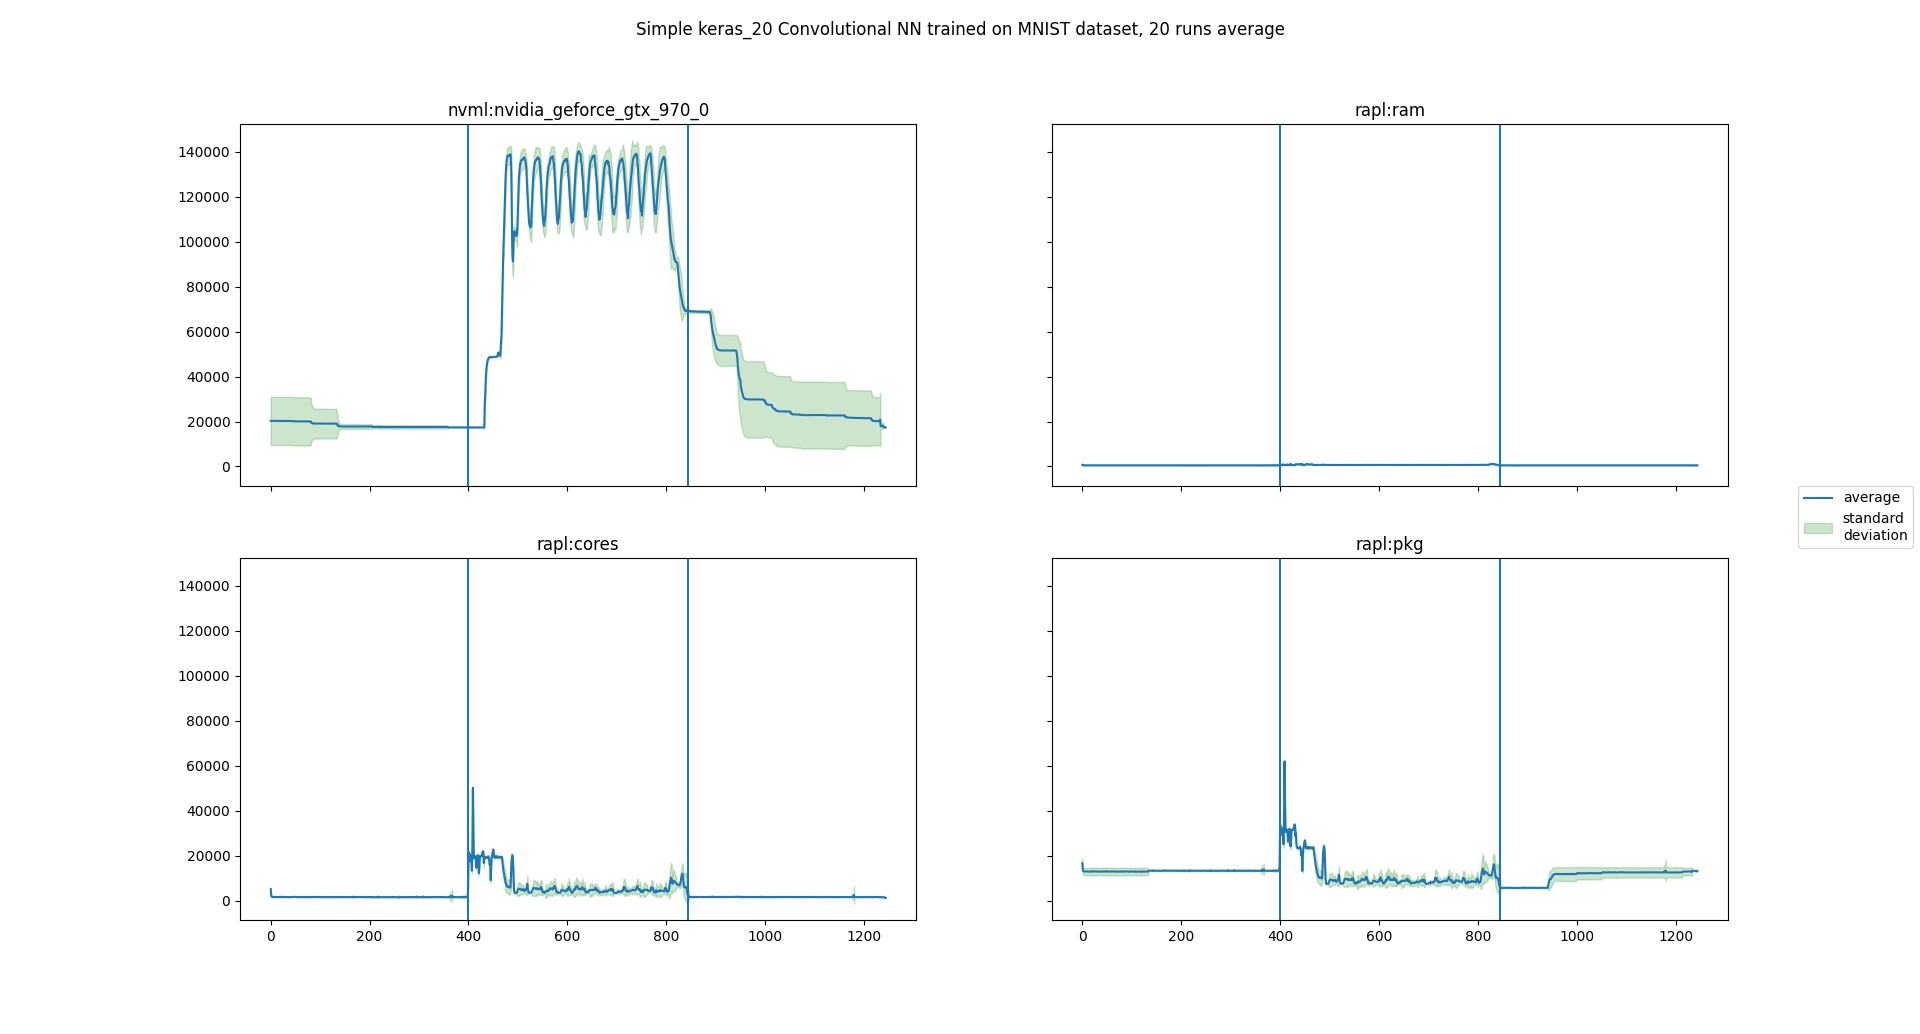 Simple keras_20 Convolutional NN trained on MNIST dataset, 20 runs average
nvml:nvidia_geforce_gtx_970_0
140000
120000
100000
80000
60000
40000
20000
0
rapl:ram
average
standard
deviation
rapl:cores
140000
120000
100000
80000
60000
40000
20000
0
0 200 400 600 800 1000 1200
rapl:pkg
0 200 400 600 800 1000 1200